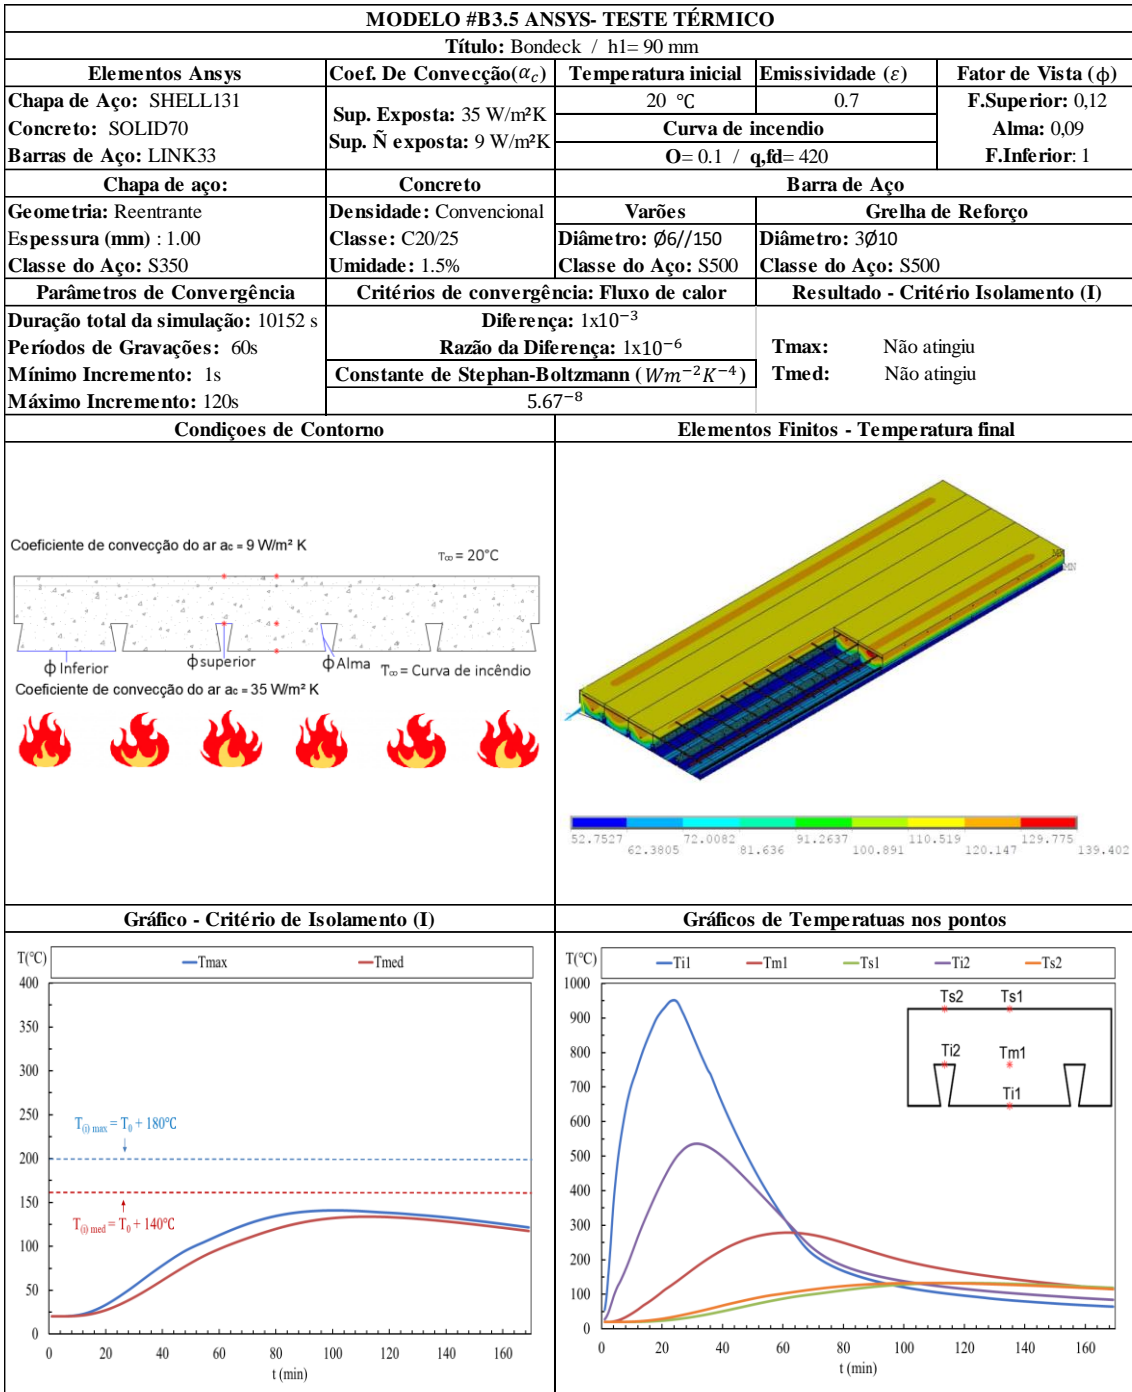 MODELO #B3.5 ANSYS- TESTE TÉRMICO
Título: Bondeck / h1= 90 mm
Elementos Ansys
Chapa de Aço: SHELL131
Concreto: SOLID70
Barras de Aço: LINK33
Coef. De Convecção(α_c)
Sup. Exposta: 35 W/m²K
Sup. Ñ exposta: 9 W/m²K
Temperatura inicial
20 °C
Emissividade (ε)
0.7
Curva de incendio
O= 0.1 / q,fd= 420
Fator de Vista (ϕ)
F.Superior: 0,12
Alma: 0,09
F.Inferior: 1
Chapa de aço:
Geometria: Reentrante
Espessura (mm) : 1.00
Classe do Aço: S350
Concreto
Densidade: Convencional
Classe: C20/25
Umidade: 1.5%
Barra de Aço
Varões
Diâmetro: Ø6//150
Classe do Aço: S500
Grelha de Reforço
Diâmetro: 3Ø10
Classe do Aço: S500
Parâmetros de Convergência
Duração total da simulação: 10152 s
Períodos de Gravações: 60s
Mínimo Incremento: 1s
Máximo Incremento: 120s
Critérios de convergência: Fluxo de calor
Diferença: 1x10⁻³
Razão da Diferença: 1x10⁻⁶
Constante de Stephan-Boltzmann (Wm⁻²K⁻⁴)
5.67⁻⁸
Resultado - Critério Isolamento (I)
Tmax: Não atingiu
Tmed: Não atingiu
Condiçoes de Contorno
Coeficiente de convecção do ar ac = 9 W/m² K
T∞ = 20°C
ϕ Inferior
ϕ superior
ϕ Alma
T∞ = Curva de incêndio
Coeficiente de convecção do ar ac = 35 W/m² K
Elementos Finitos - Temperatura final
52.7527 72.0082 91.2637 110.519 129.775
62.3805 81.636 100.891 120.147 139.402
Gráfico - Critério de Isolamento (I)
T(°C)
Tmax Tmed
400
350
300
250
200
150
100
50
0
T(i) max = T0 + 180°C
T(i) med = T0 + 140°C
0 20 40 60 80 100 120 140 160
t (min)
Gráficos de Temperatuas nos pontos
T(°C)
Ti1 Tm1 Ts1 Ti2 Ts2
1000
900
800
700
600
500
400
300
200
100
0
Ts2 Ts1
Ti2 Tm1
Ti1
0 20 40 60 80 100 120 140 160
t (min)